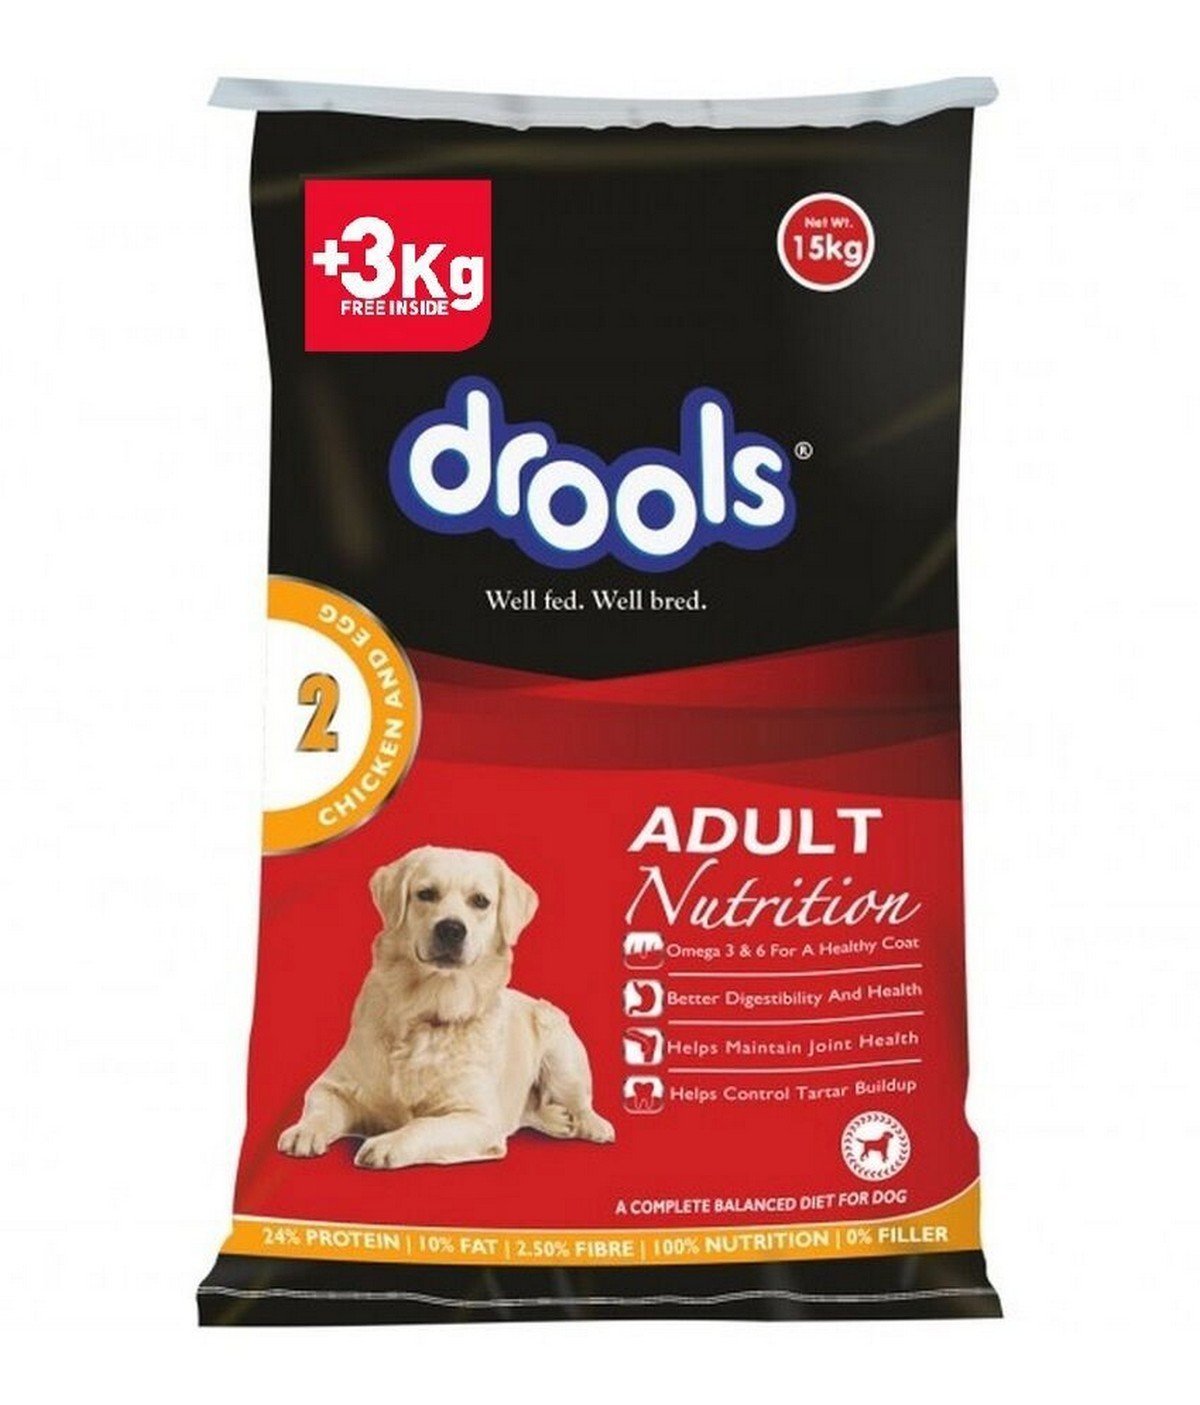 +3Kg
FREE INSIDE
Net Wt.
15kg
drools®
Well fed. Well bred.
2
CHICKEN AND EGG
ADULT
Nutrition
Omega 3 & 6 For A Healthy Coat
Better Digestibility And Health
Helps Maintain Joint Health
Helps Control Tartar Buildup
A COMPLETE BALANCED DIET FOR DOG
24% PROTEIN | 10% FAT | 2.50% FIBRE | 100% NUTRITION | 0% FILLER